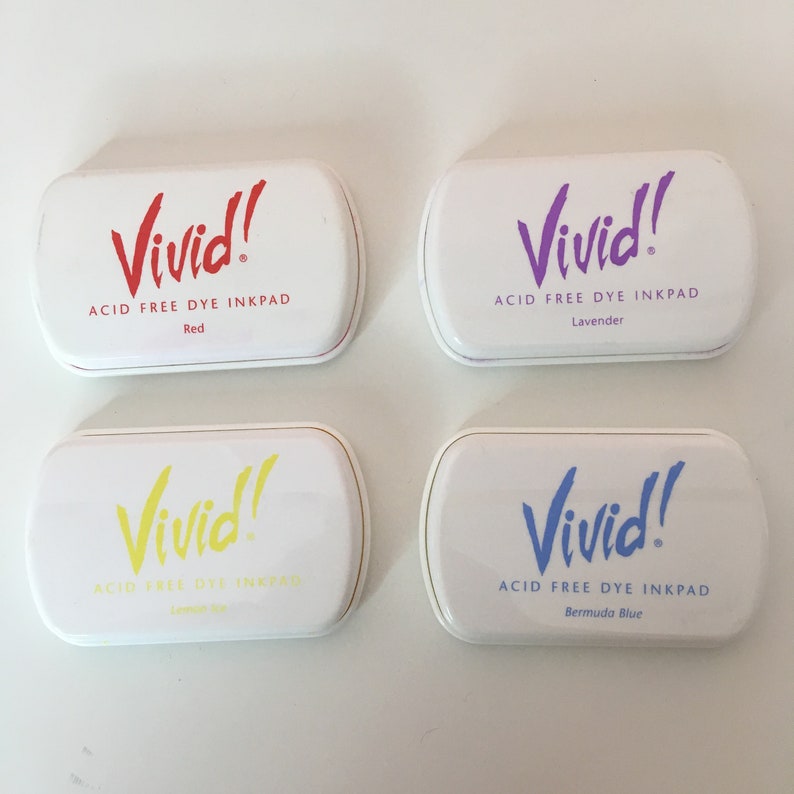 Vivid!®
ACID FREE DYE INKPAD
Red
Vivid!®
ACID FREE DYE INKPAD
Lavender
Vivid!®
ACID FREE DYE INKPAD
Lemon Ice
Vivid!®
ACID FREE DYE INKPAD
Bermuda Blue